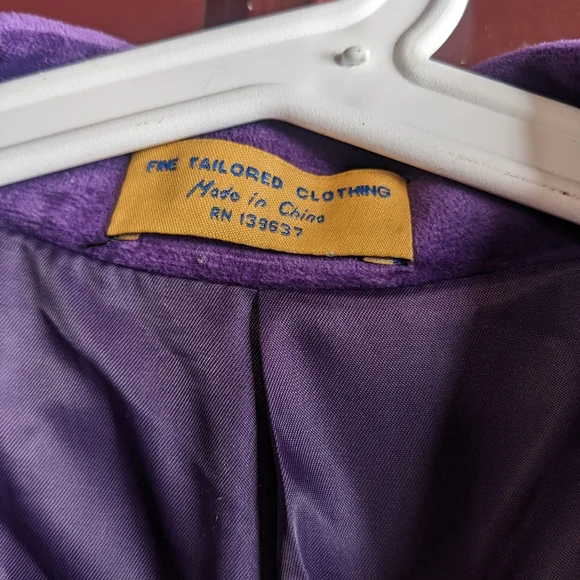 FINE TAILORED CLOTHING
Made in China
RN 139637